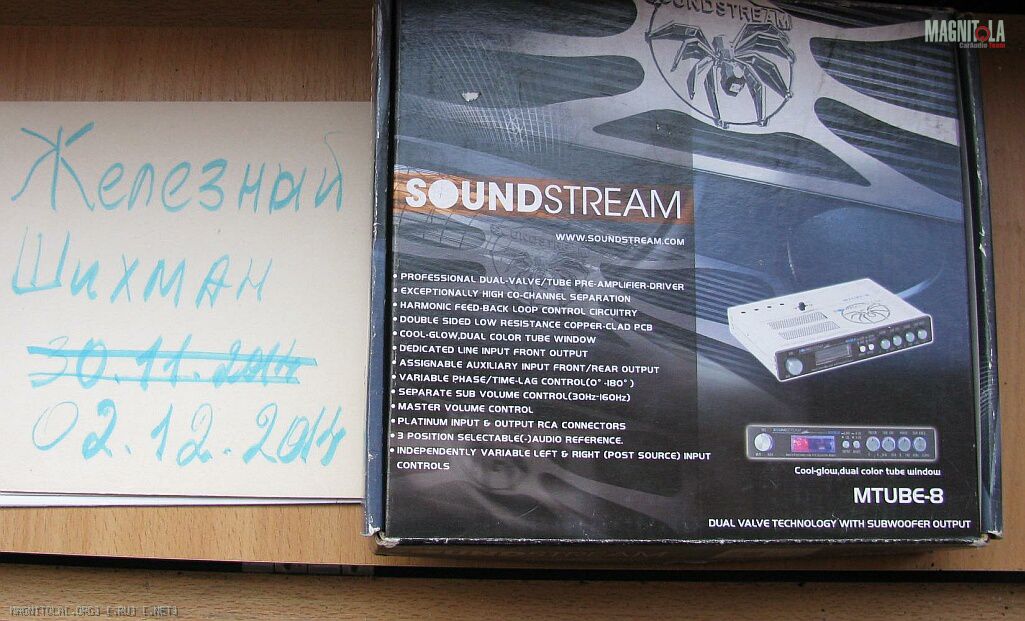 Железный
Шихман
30.11.2014
02.12.2014
SOUNDSTREAM
SOUNDSTREAM
WWW.SOUNDSTREAM.COM
• PROFESSIONAL DUAL-VALVE/TUBE PRE-AMPLIFIER-DRIVER
• EXCEPTIONALLY HIGH CO-CHANNEL SEPARATION
• HARMONIC FEED-BACK LOOP CONTROL CIRCUITRY
• DOUBLE SIDED LOW RESISTANCE COPPER-CLAD PCB
• COOL-GLOW,DUAL COLOR TUBE WINDOW
• DEDICATED LINE INPUT FRONT OUTPUT
• ASSIGNABLE AUXILIARY INPUT FRONT/REAR OUTPUT
• VARIABLE PHASE/TIME-LAG CONTROL(0° -180° )
• SEPARATE SUB VOLUME CONTROL(30Hz-160Hz)
• MASTER VOLUME CONTROL
• PLATINUM INPUT & OUTPUT RCA CONNECTORS
• 3 POSITION SELECTABLE(-)AUDIO REFERENCE.
• INDEPENDENTLY VARIABLE LEFT & RIGHT (POST SOURCE) INPUT
CONTROLS
Cool-glow,dual color tube window
MTUBE-8
DUAL VALVE TECHNOLOGY WITH SUBWOOFER OUTPUT
MAGNITOLA
CarAudio Team